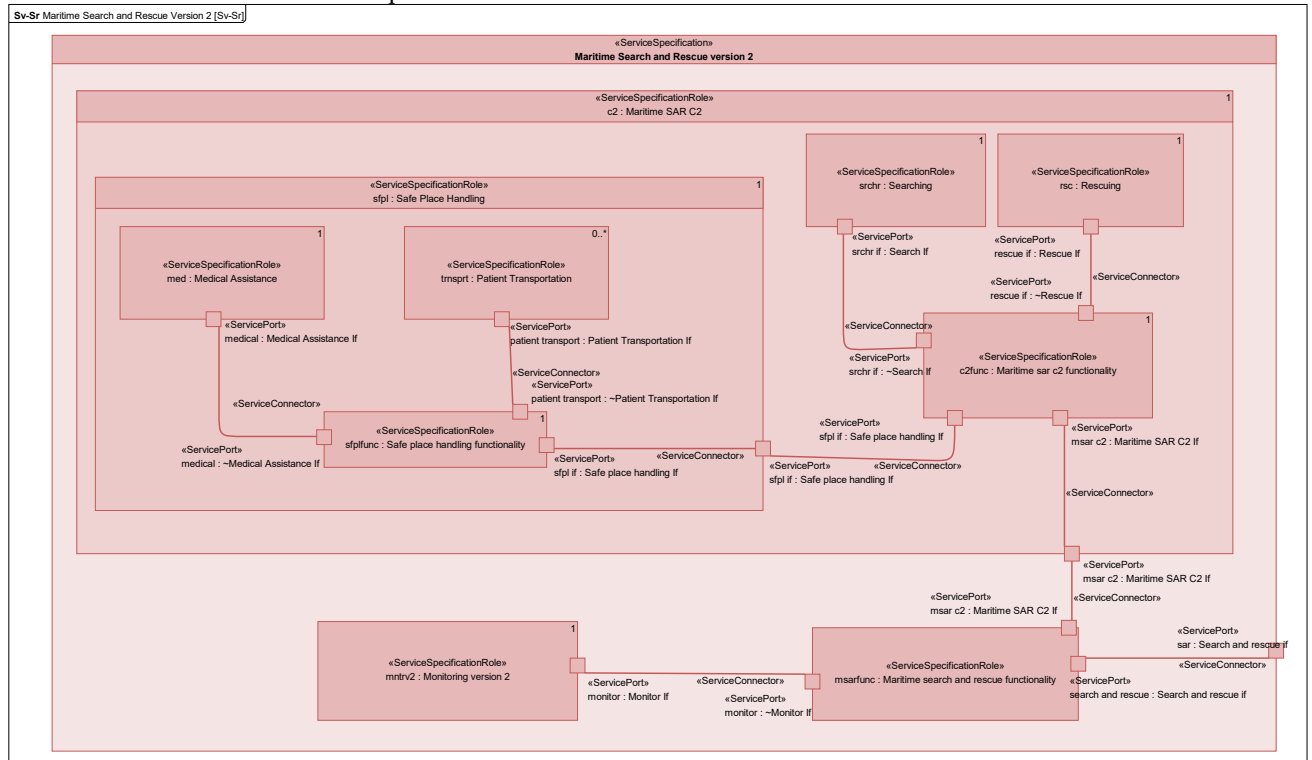 Sv-Sr Maritime Search and Rescue Version 2 [Sv-Sr]
«ServiceSpecification»
Maritime Search and Rescue version 2
«ServiceSpecificationRole»
1
c2 : Maritime SAR C2
1
«ServiceSpecificationRole»
srchr : Searching
1
«ServiceSpecificationRole»
rsc : Rescuing
«ServiceSpecificationRole»
1
sfpl : Safe Place Handling
1
«ServiceSpecificationRole»
med : Medical Assistance
0..*
«ServiceSpecificationRole»
trnsprt : Patient Transportation
«ServicePort»
srchr if : Search If
«ServicePort»
rescue if : Rescue If
«ServiceConnector»
«ServicePort»
rescue if : ~Rescue If
«ServicePort»
medical : Medical Assistance If
«ServicePort»
patient transport : Patient Transportation If
«ServiceConnector»
«ServicePort»
srchr if : ~Search If
1
«ServiceSpecificationRole»
c2func : Maritime sar c2 functionality
«ServiceConnector»
«ServicePort»
patient transport : ~Patient Transportation If
«ServiceConnector»
1
«ServiceSpecificationRole»
sfplfunc : Safe place handling functionality
«ServicePort»
medical : ~Medical Assistance If
«ServicePort»
sfpl if : Safe place handling If
«ServiceConnector»
«ServicePort»
sfpl if : Safe place handling If
«ServiceConnector»
«ServicePort»
sfpl if : Safe place handling If
«ServicePort»
msar c2 : Maritime SAR C2 If
«ServiceConnector»
«ServicePort»
msar c2 : Maritime SAR C2 If
«ServiceConnector»
«ServicePort»
msar c2 : Maritime SAR C2 If
1
«ServiceSpecificationRole»
mntrv2 : Monitoring version 2
«ServicePort»
monitor : Monitor If
«ServiceConnector»
«ServicePort»
monitor : ~Monitor If
«ServiceSpecificationRole»
msarfunc : Maritime search and rescue functionality
«ServicePort»
sar : Search and rescue if
«ServiceConnector»
«ServicePort»
search and rescue : Search and rescue if